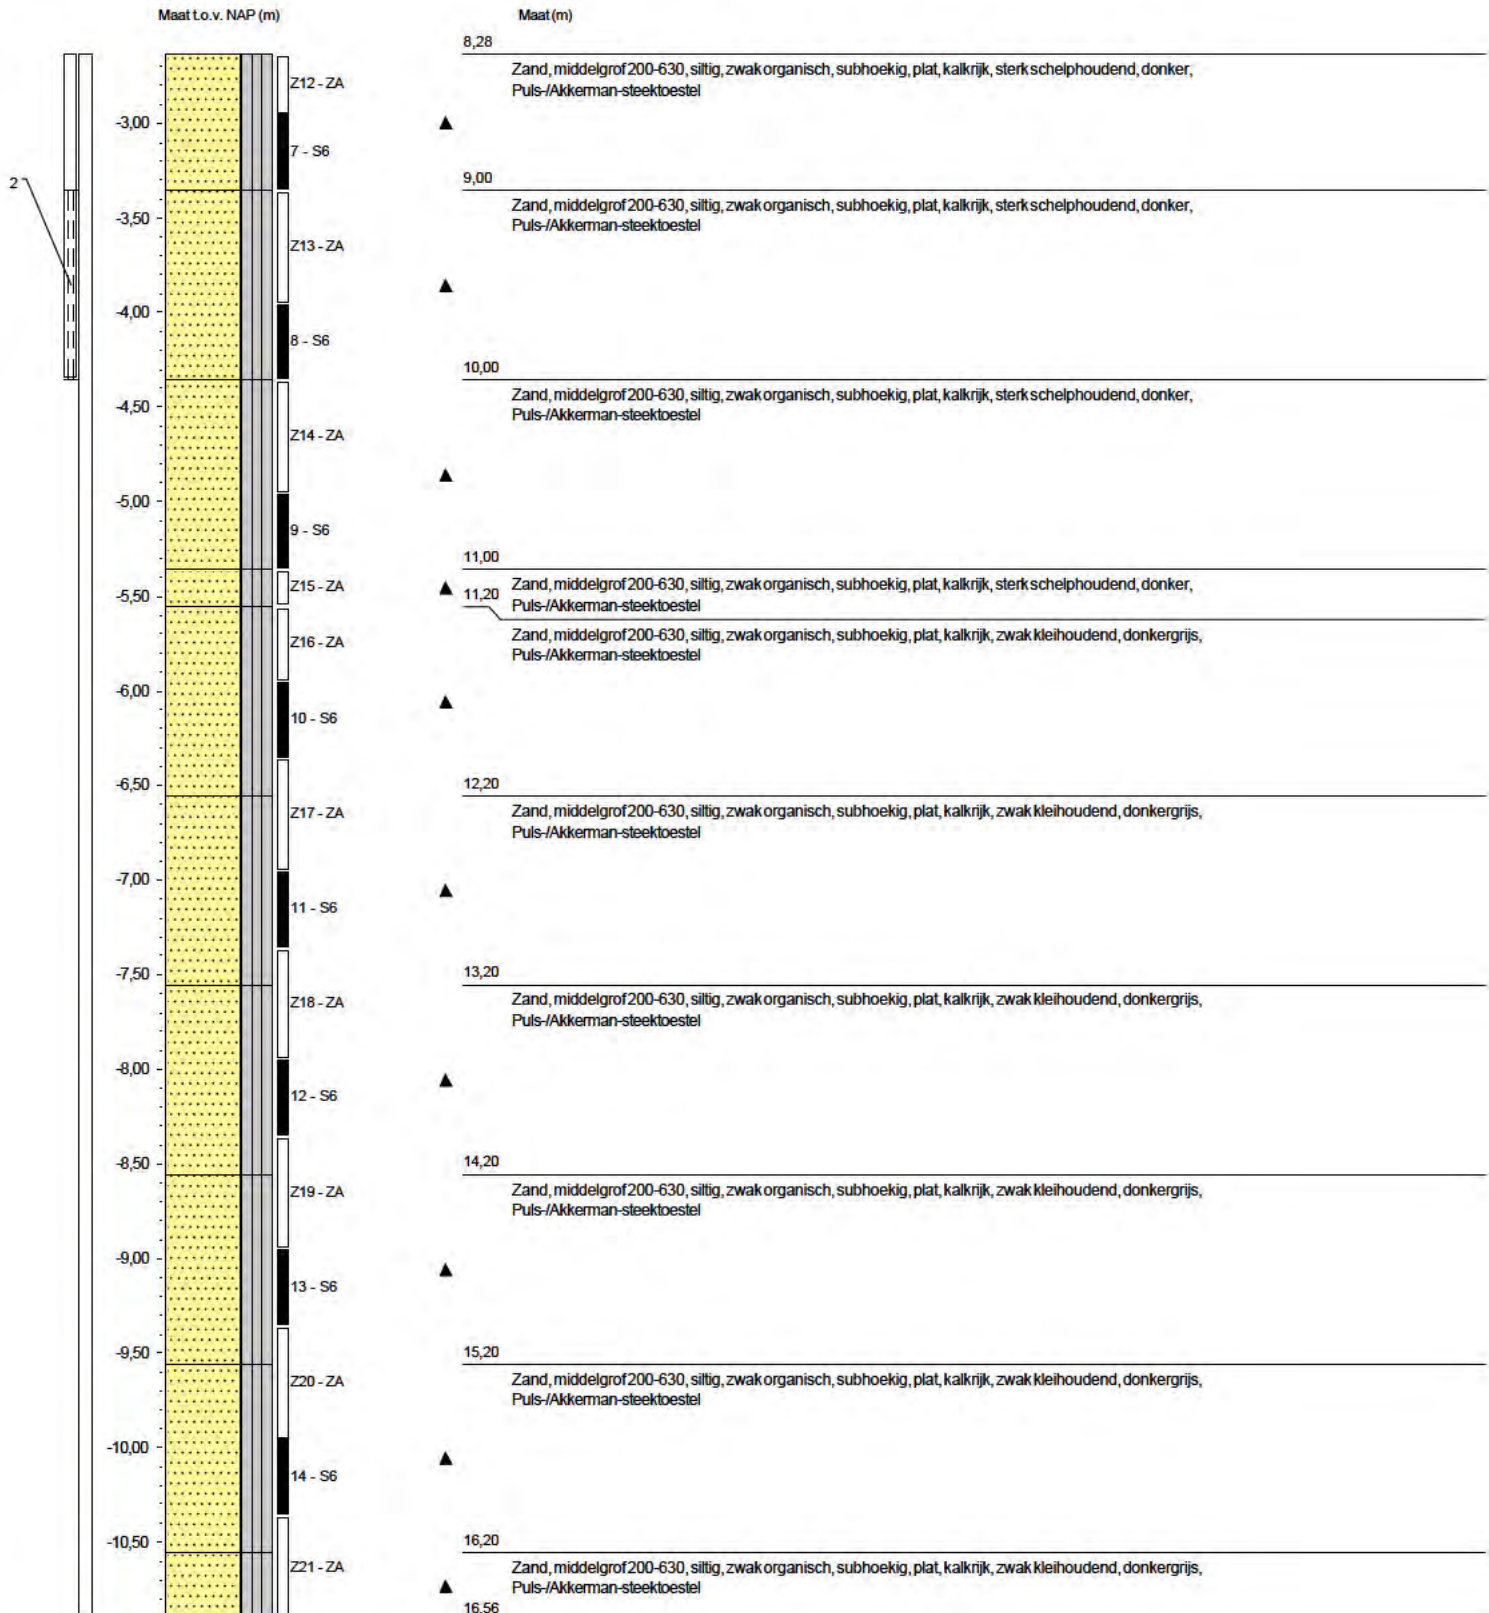 Maat t.o.v. NAP (m)
Maat (m)
8,28
Zand, middelgrof 200-630, siltig, zwak organisch, subhoekig, plat, kalkrijk, sterk schelphoudend, donker,
Puls-/Akkerman-steektoestel
Z12 - ZA
-3,00
7 - S6
2
9,00
Zand, middelgrof 200-630, siltig, zwak organisch, subhoekig, plat, kalkrijk, sterk schelphoudend, donker,
Puls-/Akkerman-steektoestel
-3,50
Z13 - ZA
-4,00
8 - S6
10,00
Zand, middelgrof 200-630, siltig, zwak organisch, subhoekig, plat, kalkrijk, sterk schelphoudend, donker,
Puls-/Akkerman-steektoestel
-4,50
Z14 - ZA
-5,00
9 - S6
11,00
Zand, middelgrof 200-630, siltig, zwak organisch, subhoekig, plat, kalkrijk, sterk schelphoudend, donker,
Puls-/Akkerman-steektoestel
Z15 - ZA
-5,50
11,20
Zand, middelgrof 200-630, siltig, zwak organisch, subhoekig, plat, kalkrijk, zwak kleihoudend, donkergrijs,
Puls-/Akkerman-steektoestel
Z16 - ZA
-6,00
10 - S6
-6,50
12,20
Zand, middelgrof 200-630, siltig, zwak organisch, subhoekig, plat, kalkrijk, zwak kleihoudend, donkergrijs,
Puls-/Akkerman-steektoestel
Z17 - ZA
-7,00
11 - S6
-7,50
13,20
Zand, middelgrof 200-630, siltig, zwak organisch, subhoekig, plat, kalkrijk, zwak kleihoudend, donkergrijs,
Puls-/Akkerman-steektoestel
Z18 - ZA
-8,00
12 - S6
-8,50
14,20
Zand, middelgrof 200-630, siltig, zwak organisch, subhoekig, plat, kalkrijk, zwak kleihoudend, donkergrijs,
Puls-/Akkerman-steektoestel
Z19 - ZA
-9,00
13 - S6
-9,50
15,20
Zand, middelgrof 200-630, siltig, zwak organisch, subhoekig, plat, kalkrijk, zwak kleihoudend, donkergrijs,
Puls-/Akkerman-steektoestel
Z20 - ZA
-10,00
14 - S6
-10,50
16,20
Zand, middelgrof 200-630, siltig, zwak organisch, subhoekig, plat, kalkrijk, zwak kleihoudend, donkergrijs,
Puls-/Akkerman-steektoestel
Z21 - ZA
16,56